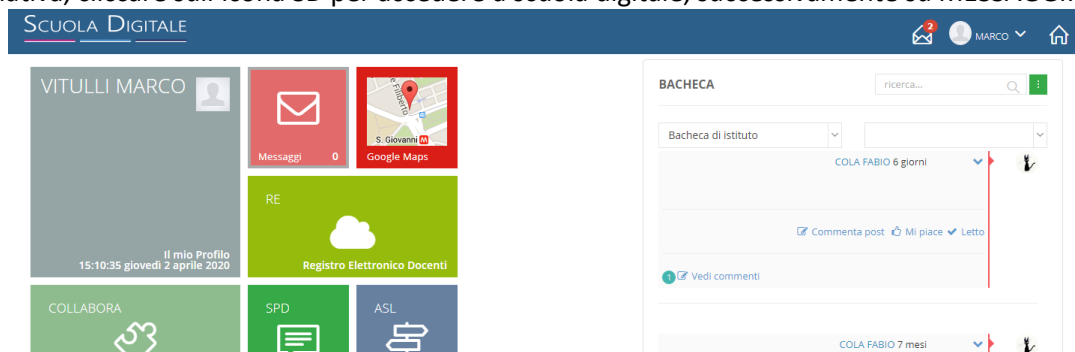 Scuola Digitale
2
MARCO
VITULLI MARCO
Il mio Profilo
15:10:35 giovedì 2 aprile 2020
Messaggi 0
e Filiberto
S. Giovanni M
Google Maps
RE
Registro Elettronico Docenti
COLLABORA
SPD
ASL
BACHECA
ricerca...
Bacheca di istituto
COLA FABIO 6 giorni
Commenta post Mi piace Letto
1 Vedi commenti
COLA FABIO 7 mesi